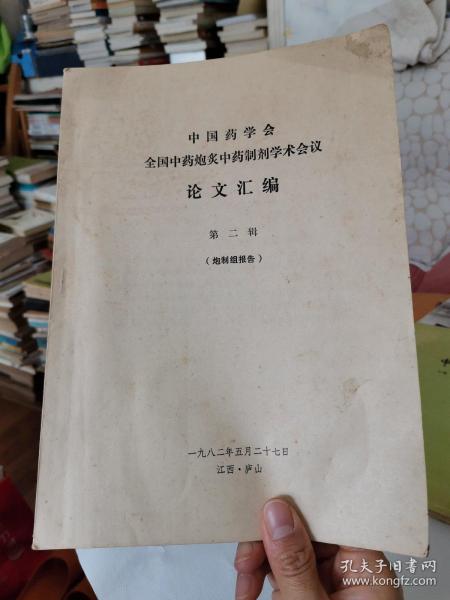 中国药学会
全国中药炮炙中药制剂学术会议
论文汇编
第二辑
（炮制组报告）
一九八二年五月二十七日
江西·庐山
孔夫子旧书网
www.kongfz.com